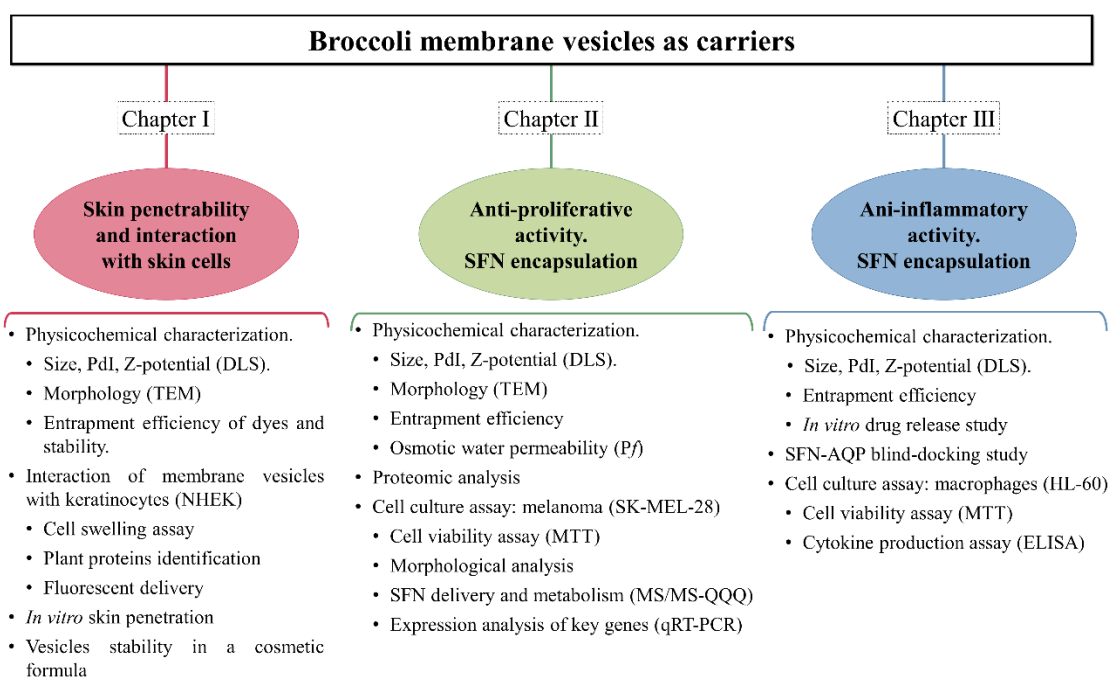 Broccoli membrane vesicles as carriers
Chapter I
Skin penetrability
and interaction
with skin cells
• Physicochemical characterization.
• Size, PdI, Z-potential (DLS).
• Morphology (TEM)
• Entrapment efficiency of dyes and
stability.
• Interaction of membrane vesicles
with keratinocytes (NHEK)
• Cell swelling assay
• Plant proteins identification
• Fluorescent delivery
• In vitro skin penetration
• Vesicles stability in a cosmetic
formula
Chapter II
Anti-proliferative
activity.
SFN encapsulation
• Physicochemical characterization.
• Size, PdI, Z-potential (DLS).
• Morphology (TEM)
• Entrapment efficiency
• Osmotic water permeability (Pf)
• Proteomic analysis
• Cell culture assay: melanoma (SK-MEL-28)
• Cell viability assay (MTT)
• Morphological analysis
• SFN delivery and metabolism (MS/MS-QQQ)
• Expression analysis of key genes (qRT-PCR)
Chapter III
Ani-inflammatory
activity.
SFN encapsulation
• Physicochemical characterization.
• Size, PdI, Z-potential (DLS).
• Entrapment efficiency
• In vitro drug release study
• SFN-AQP blind-docking study
• Cell culture assay: macrophages (HL-60)
• Cell viability assay (MTT)
• Cytokine production assay (ELISA)